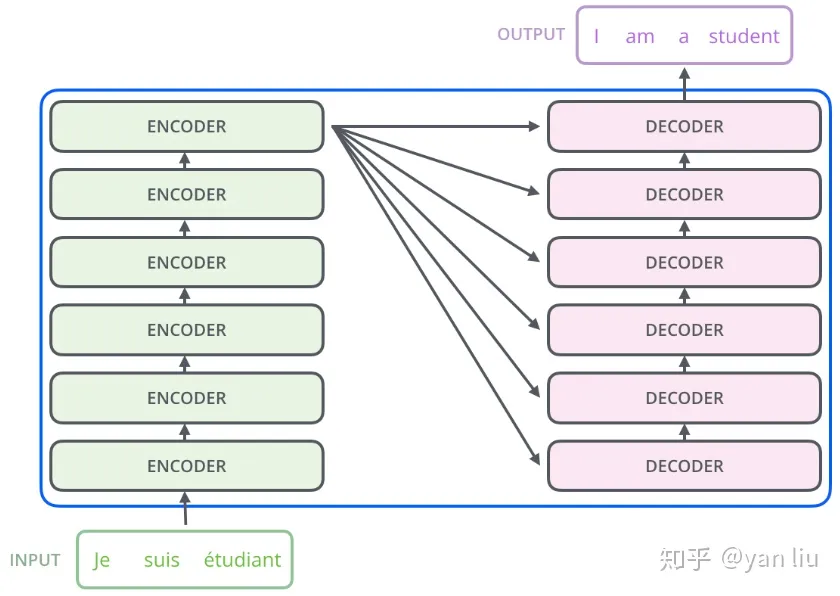 OUTPUT I am a student
ENCODER DECODER
ENCODER DECODER
ENCODER DECODER
ENCODER DECODER
ENCODER DECODER
ENCODER DECODER
INPUT Je suis étudiant
知乎 @yan liu